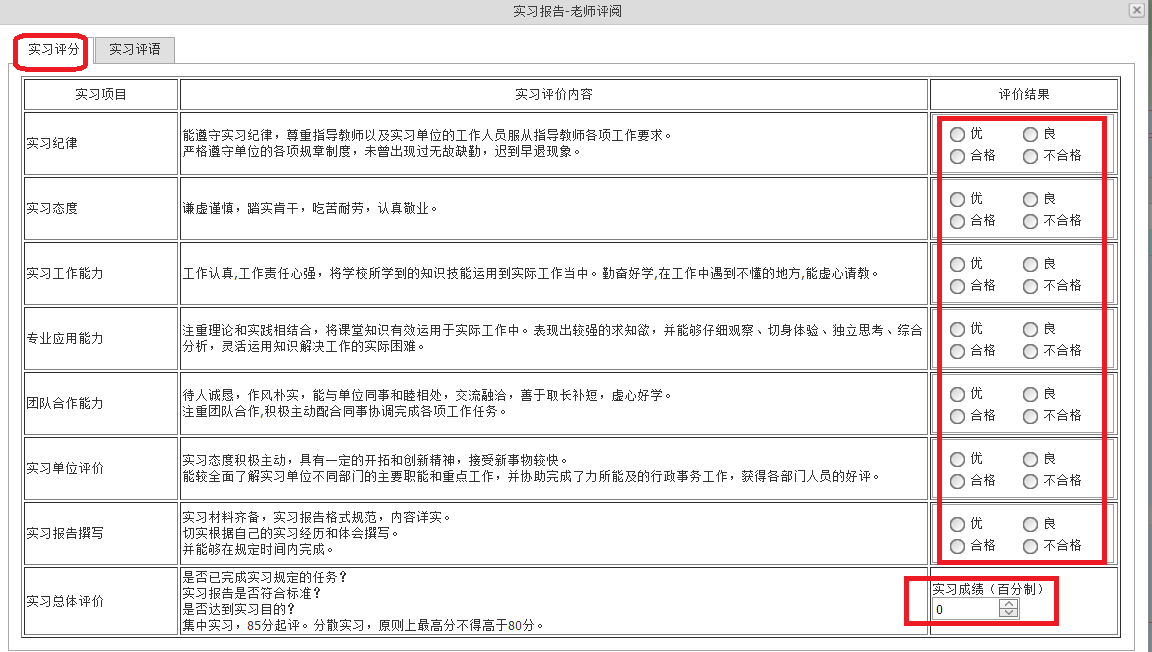 实习报告-老师评阅
实习评分
实习评语
实习项目
实习评价内容
评价结果
实习纪律
能遵守实习纪律，尊重指导教师以及实习单位的工作人员服从指导教师各项工作要求。
严格遵守单位的各项规章制度，未曾出现过无故缺勤，迟到早退现象。
优 良
合格 不合格
实习态度
谦虚谨慎，踏实肯干，吃苦耐劳，认真敬业。
优 良
合格 不合格
实习工作能力
工作认真,工作责任心强，将学校所学到的知识技能运用到实际工作当中。勤奋好学,在工作中遇到不懂的地方,能虚心请教。
优 良
合格 不合格
专业应用能力
注重理论和实践相结合，将课堂知识有效运用于实际工作中。表现出较强的求知欲，并能够仔细观察、切身体验、独立思考、综合
分析，灵活运用知识解决工作的实际困难。
优 良
合格 不合格
团队合作能力
待人诚恳，作风朴实，能与单位同事和睦相处，交流融洽，善于取长补短，虚心好学。
注重团队合作,积极主动配合同事协调完成各项工作任务。
优 良
合格 不合格
实习单位评价
实习态度积极主动，具有一定的开拓和创新精神，接受新事物较快。
能较全面了解实习单位不同部门的主要职能和重点工作，并协助完成了力所能及的行政事务工作，获得各部门人员的好评。
优 良
合格 不合格
实习报告撰写
实习材料齐备，实习报告格式规范，内容详实。
切实根据自己的实习经历和体会撰写。
并能够在规定时间内完成。
优 良
合格 不合格
实习总体评价
是否已完成实习规定的任务？
实习报告是否符合标准？
是否达到实习目的？
集中实习，85分起评。分散实习，原则上最高分不得高于80分。
实习成绩（百分制）
0